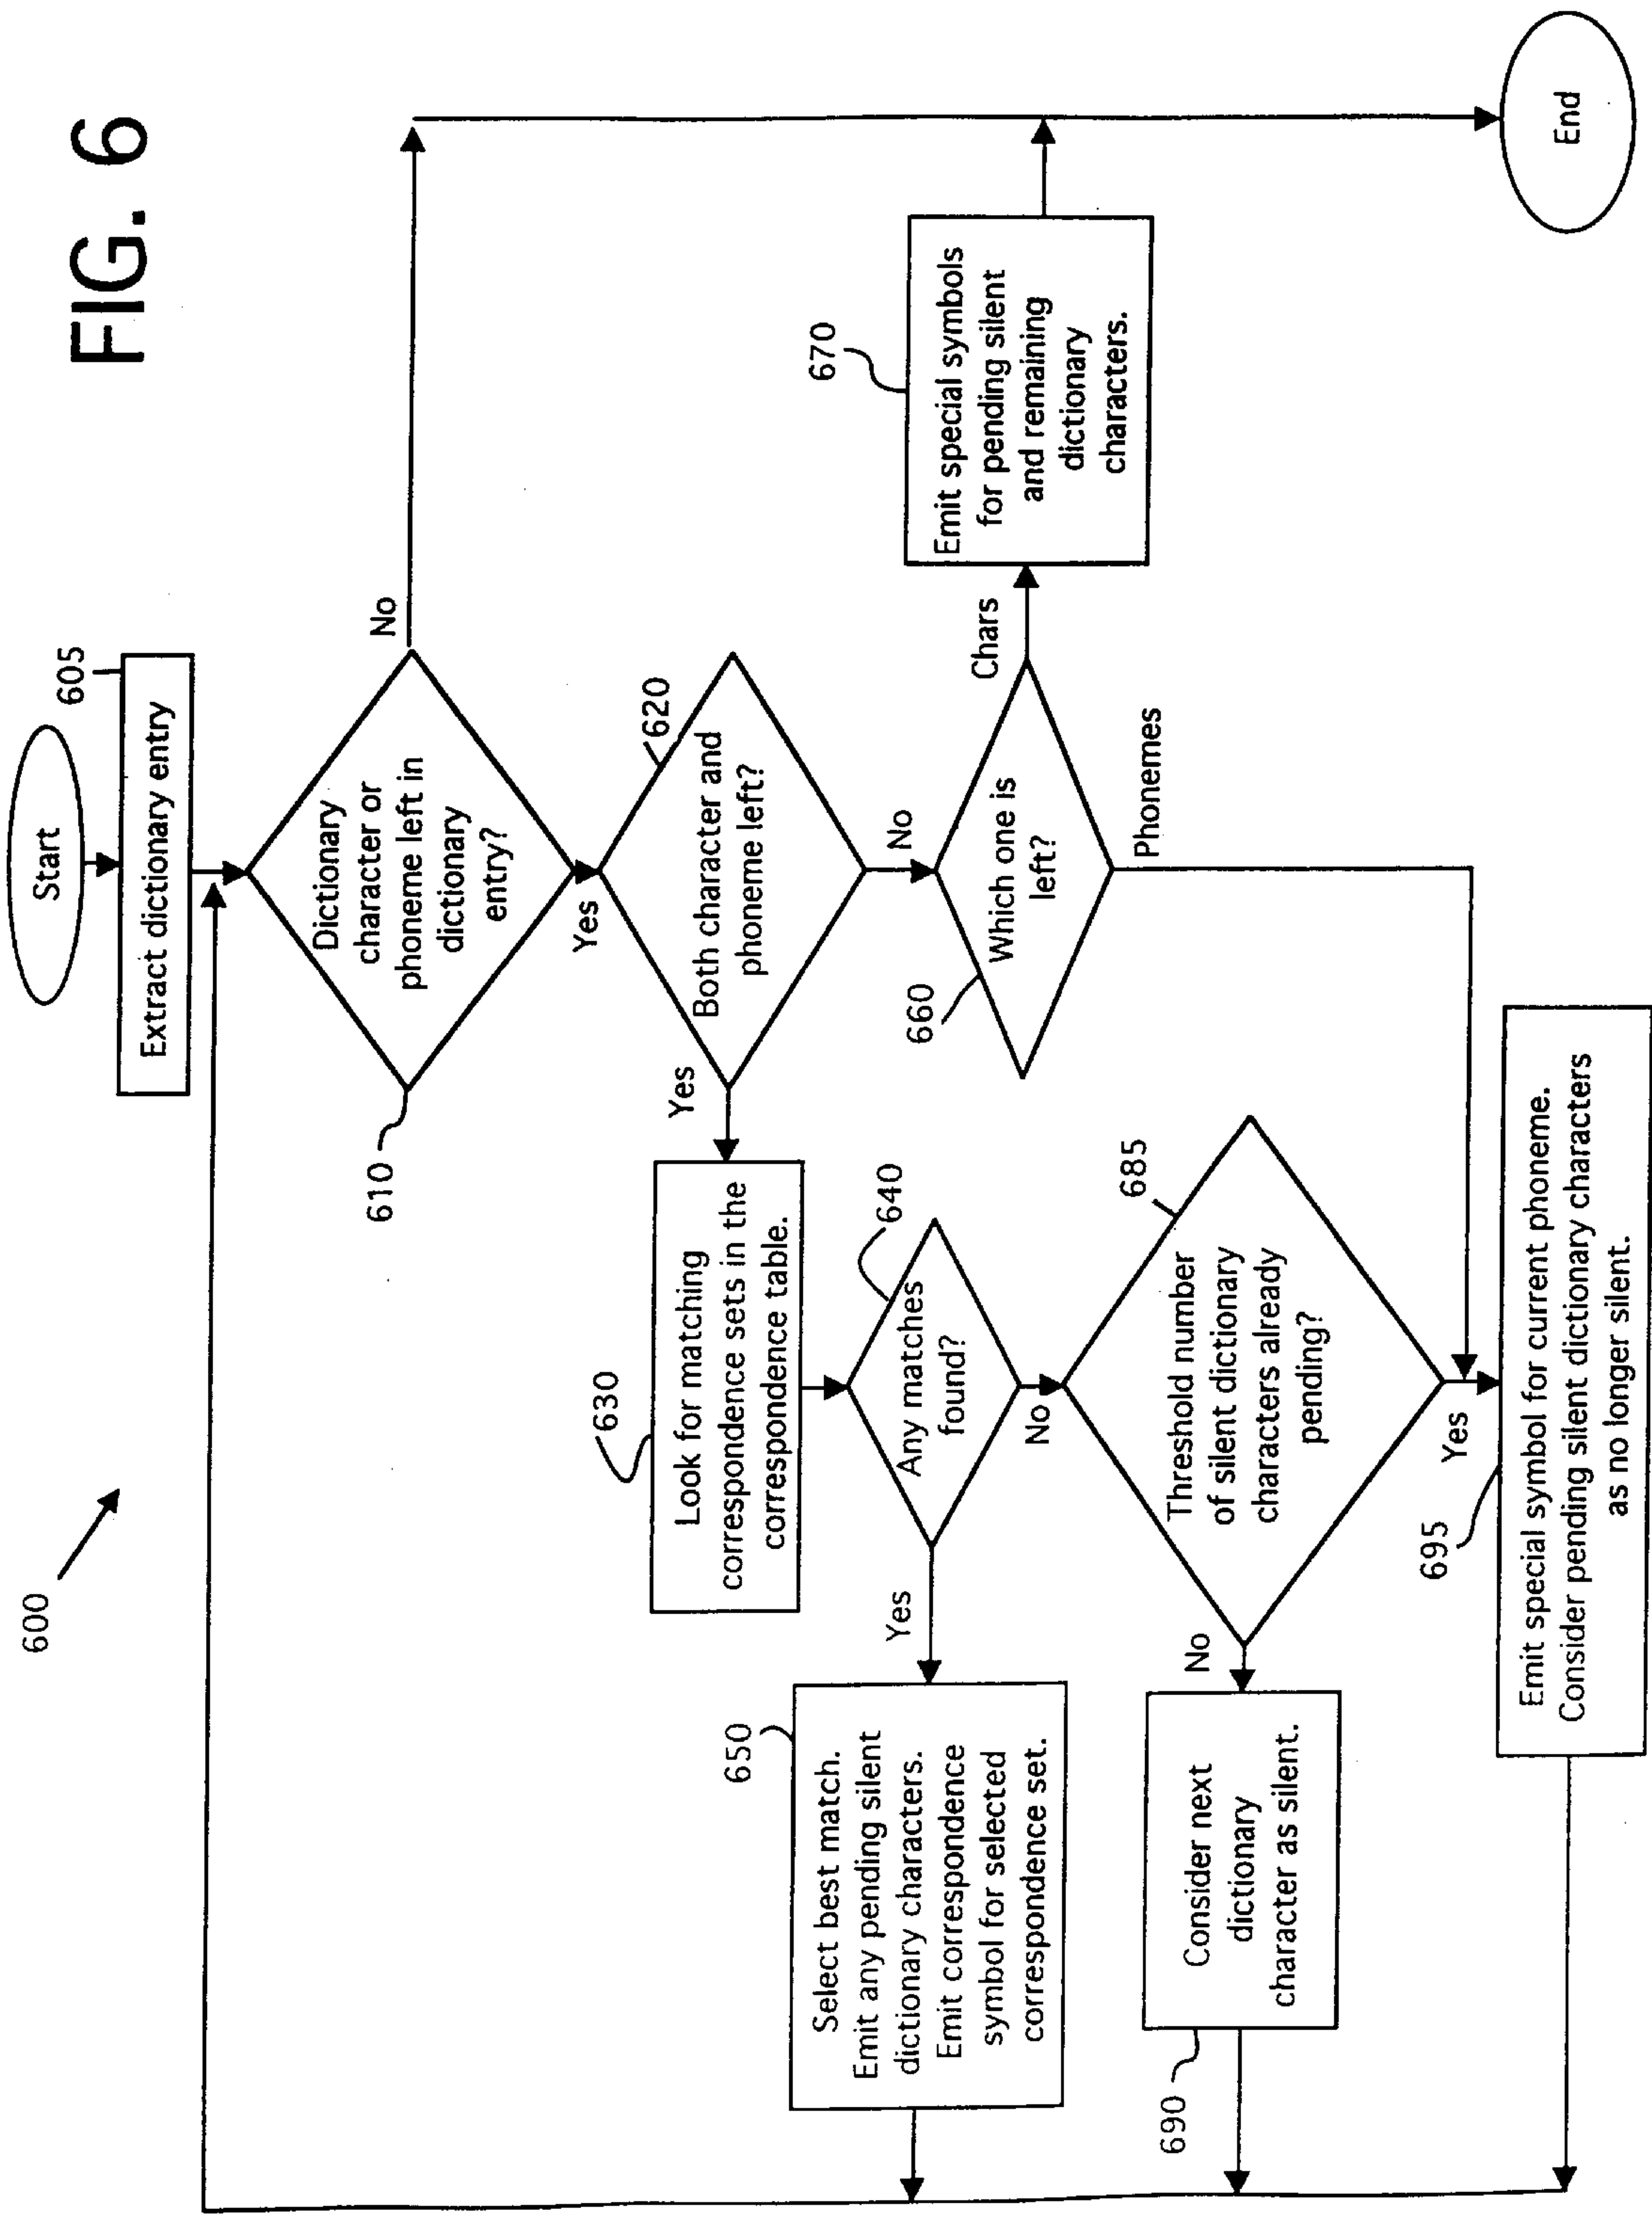 FIG. 6
600
Start
605
Extract dictionary entry
610
Dictionary
character or
phoneme left in
dictionary
entry?
No
Yes
620
Both character and
phoneme left?
Yes
No
630
Look for matching
correspondence sets in the
correspondence table.
640
Any matches
found?
Yes
No
650
Select best match.
Emit any pending silent
dictionary characters.
Emit correspondence
symbol for selected
correspondence set.
660
Which one is
left?
Chars
Phonemes
670
Emit special symbols
for pending silent
and remaining
dictionary
characters.
685
Threshold number
of silent dictionary
characters already
pending?
No
Yes
690
Consider next
dictionary
character as silent.
695
Emit special symbol for current phoneme.
Consider pending silent dictionary characters
as no longer silent.
End